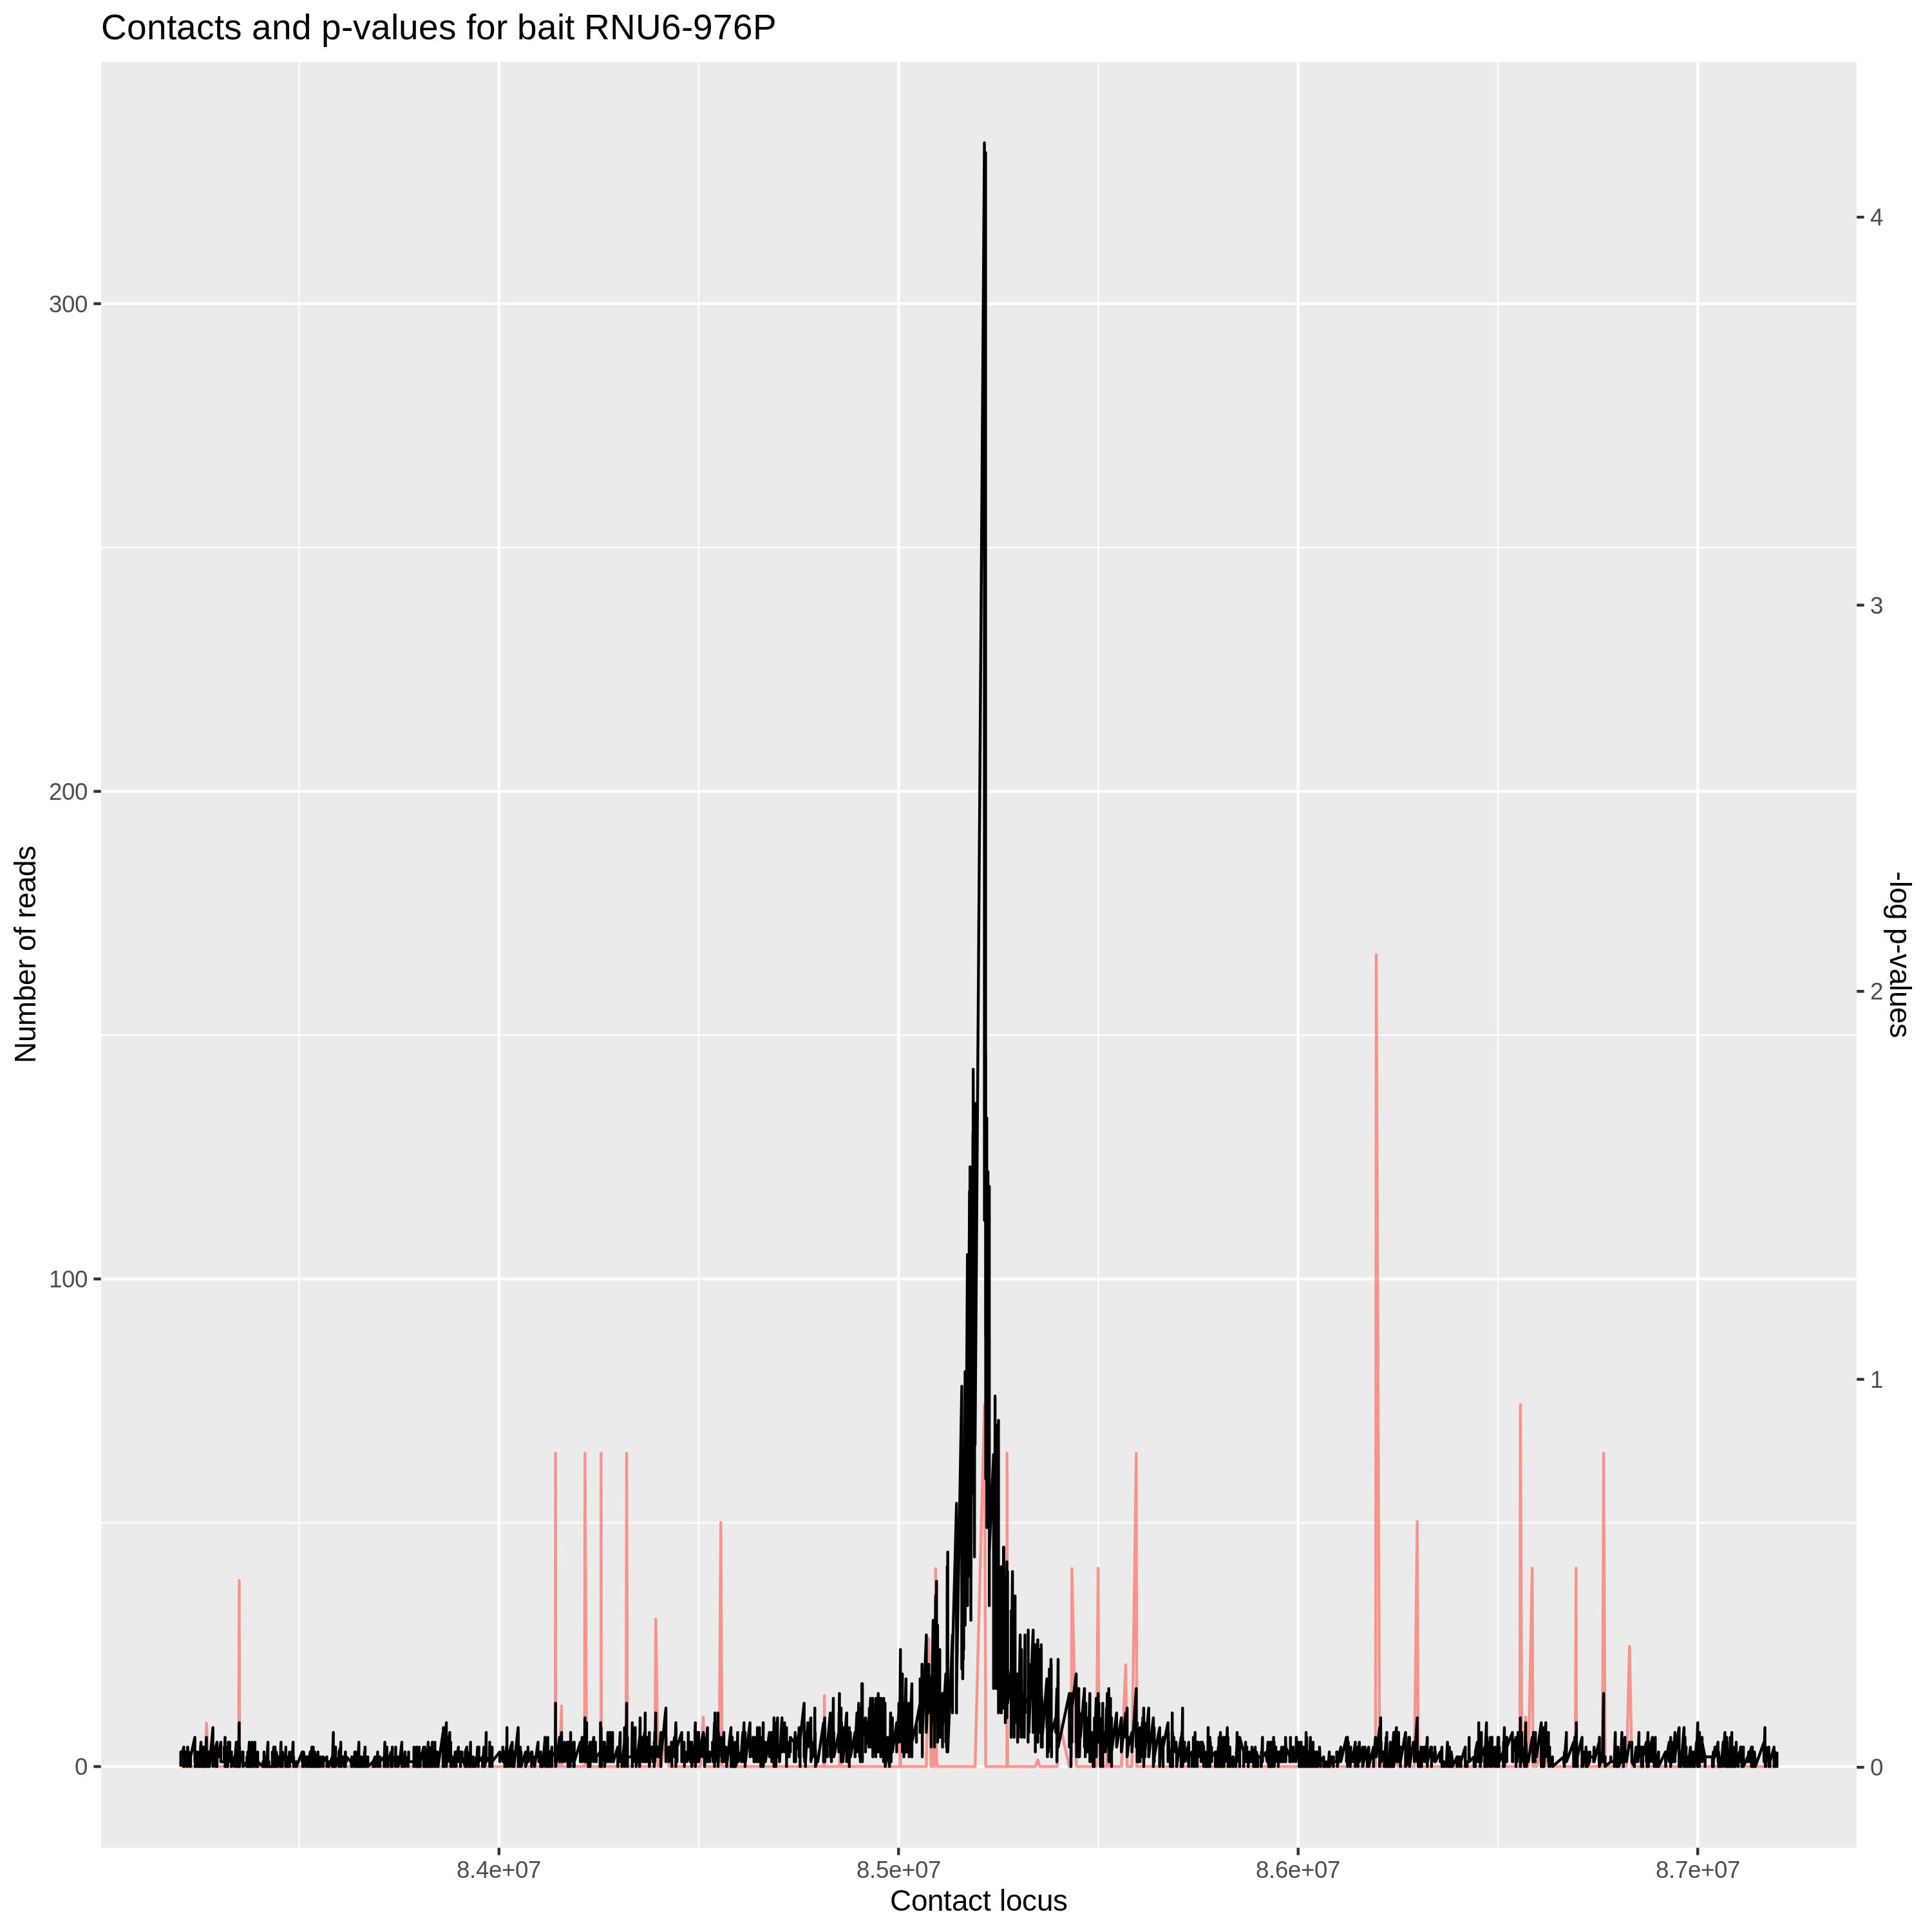 Contacts and p-values for bait RNU6-976P
300
200
100
0
4
3
2
1
0
Number of reads
-log p-values
8.4e+07
8.5e+07
8.6e+07
8.7e+07
Contact locus